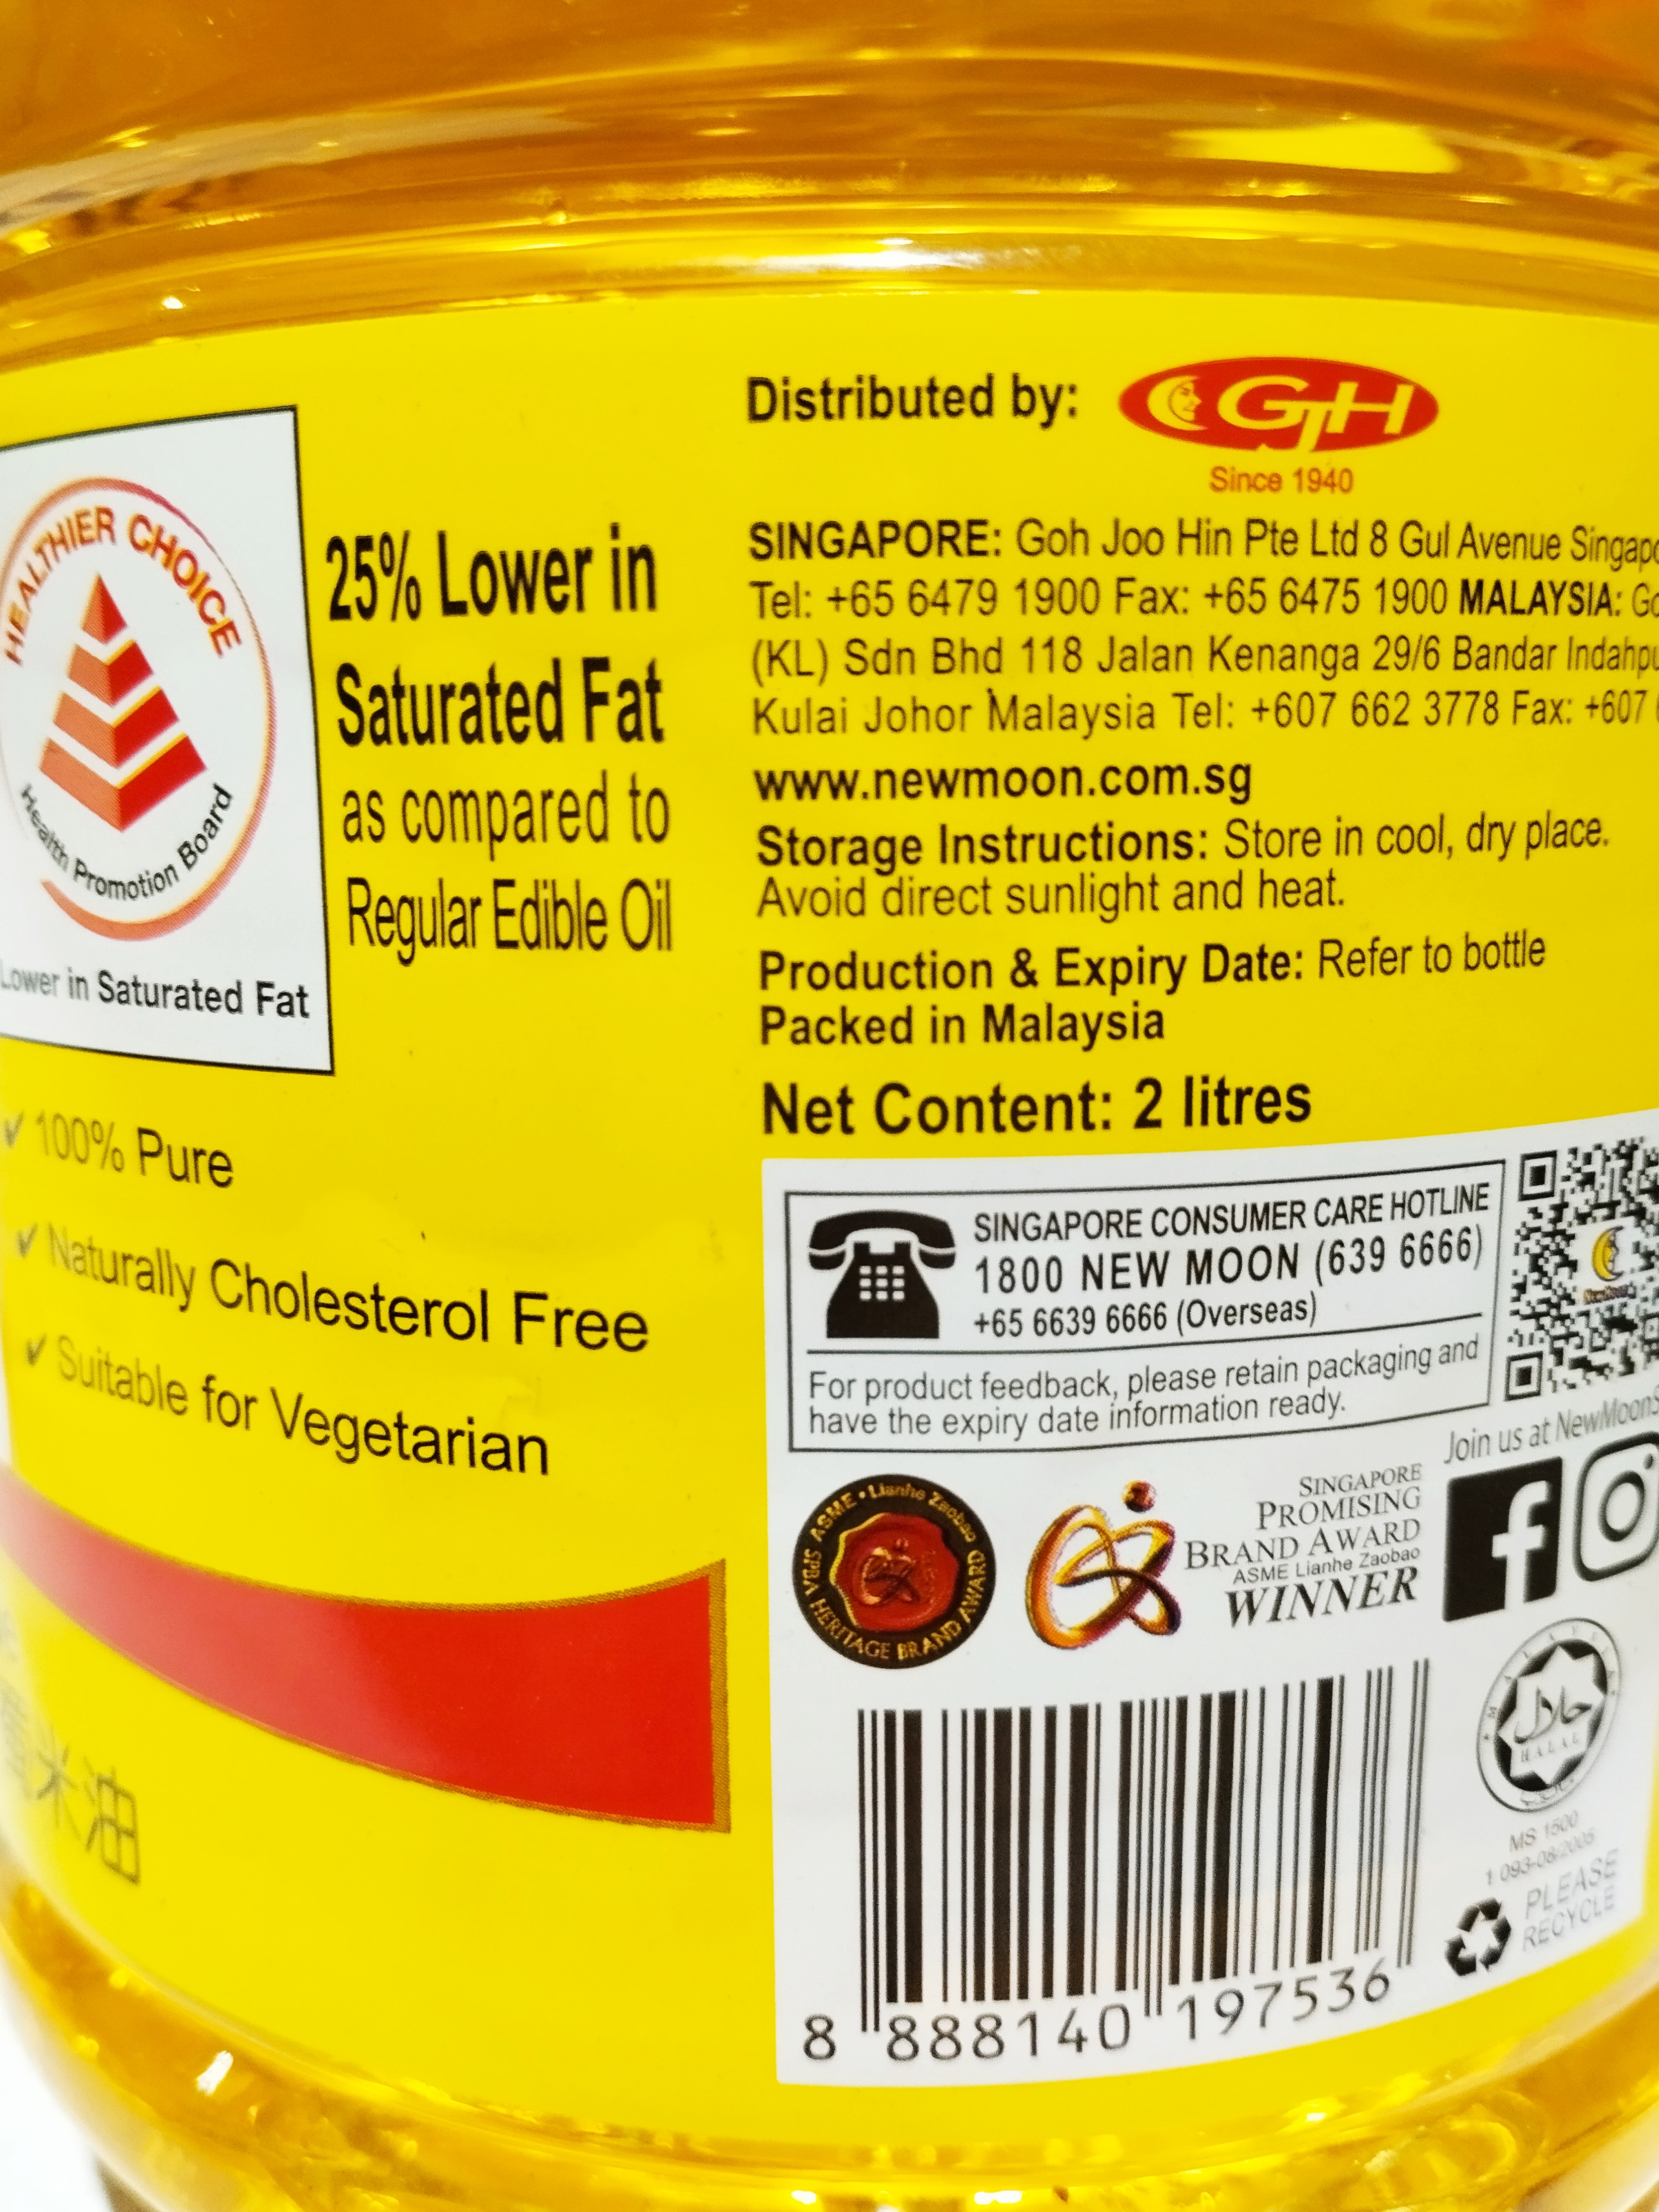 HEALTHIER CHOICE
Health Promotion Board
Lower in Saturated Fat
25% Lower in
Saturated Fat
as compared to
Regular Edible Oil
✓ 100% Pure
✓ Naturally Cholesterol Free
✓ Suitable for Vegetarian
米油
Distributed by: GJH
Since 1940
SINGAPORE: Goh Joo Hin Pte Ltd 8 Gul Avenue
Tel: +65 6479 1900 Fax: +65 6475 1900 MALAYSIA:
(KL) Sdn Bhd 118 Jalan Kenanga 29/6 Bandar
Kulai Johor Malaysia Tel: +607 662 3778 Fax: +607
www.newmoon.com.sg
Storage Instructions: Store in cool, dry place.
Avoid direct sunlight and heat.
Production & Expiry Date: Refer to bottle
Packed in Malaysia
Net Content: 2 litres
SINGAPORE CONSUMER CARE HOTLINE
1800 NEW MOON (639 6666)
+65 6639 6666 (Overseas)
For product feedback, please retain packaging and
have the expiry date information ready.
Join us at
ASME • Lianhe Zaobao
SPBA HERITAGE BRAND AWARD
SINGAPORE
PROMISING
BRAND AWARD
ASME Lianhe Zaobao
WINNER
حلال
HALAL
MS 1500
1 093-08/2005
PLEASE
RECYCLE
8 888140 197536